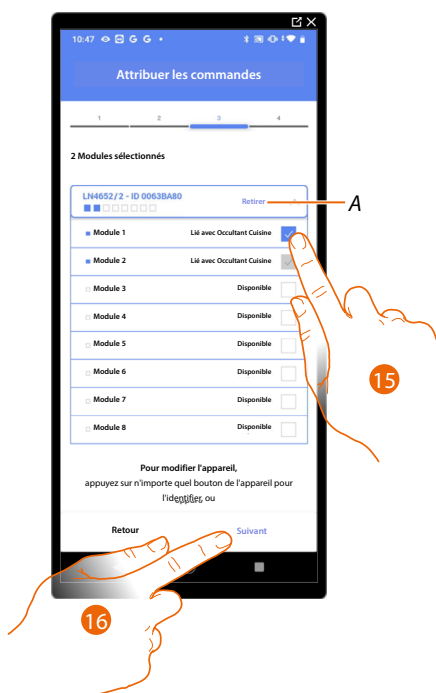 10:47 G G
Attribuer les commandes
1 2 3 4
2 Modules sélectionnés
LN4652/2 - ID 0063BA80 Retirer
A
Module 1 Lié avec Occultant Cuisine
Module 2 Lié avec Occultant Cuisine
Module 3 Disponible
Module 4 Disponible
Module 5 Disponible
Module 6 Disponible
Module 7 Disponible
Module 8 Disponible
15
Pour modifier l'appareil,
appuyez sur n'importe quel bouton de l'appareil pour
l'identifier, ou
Retour Suivant
16